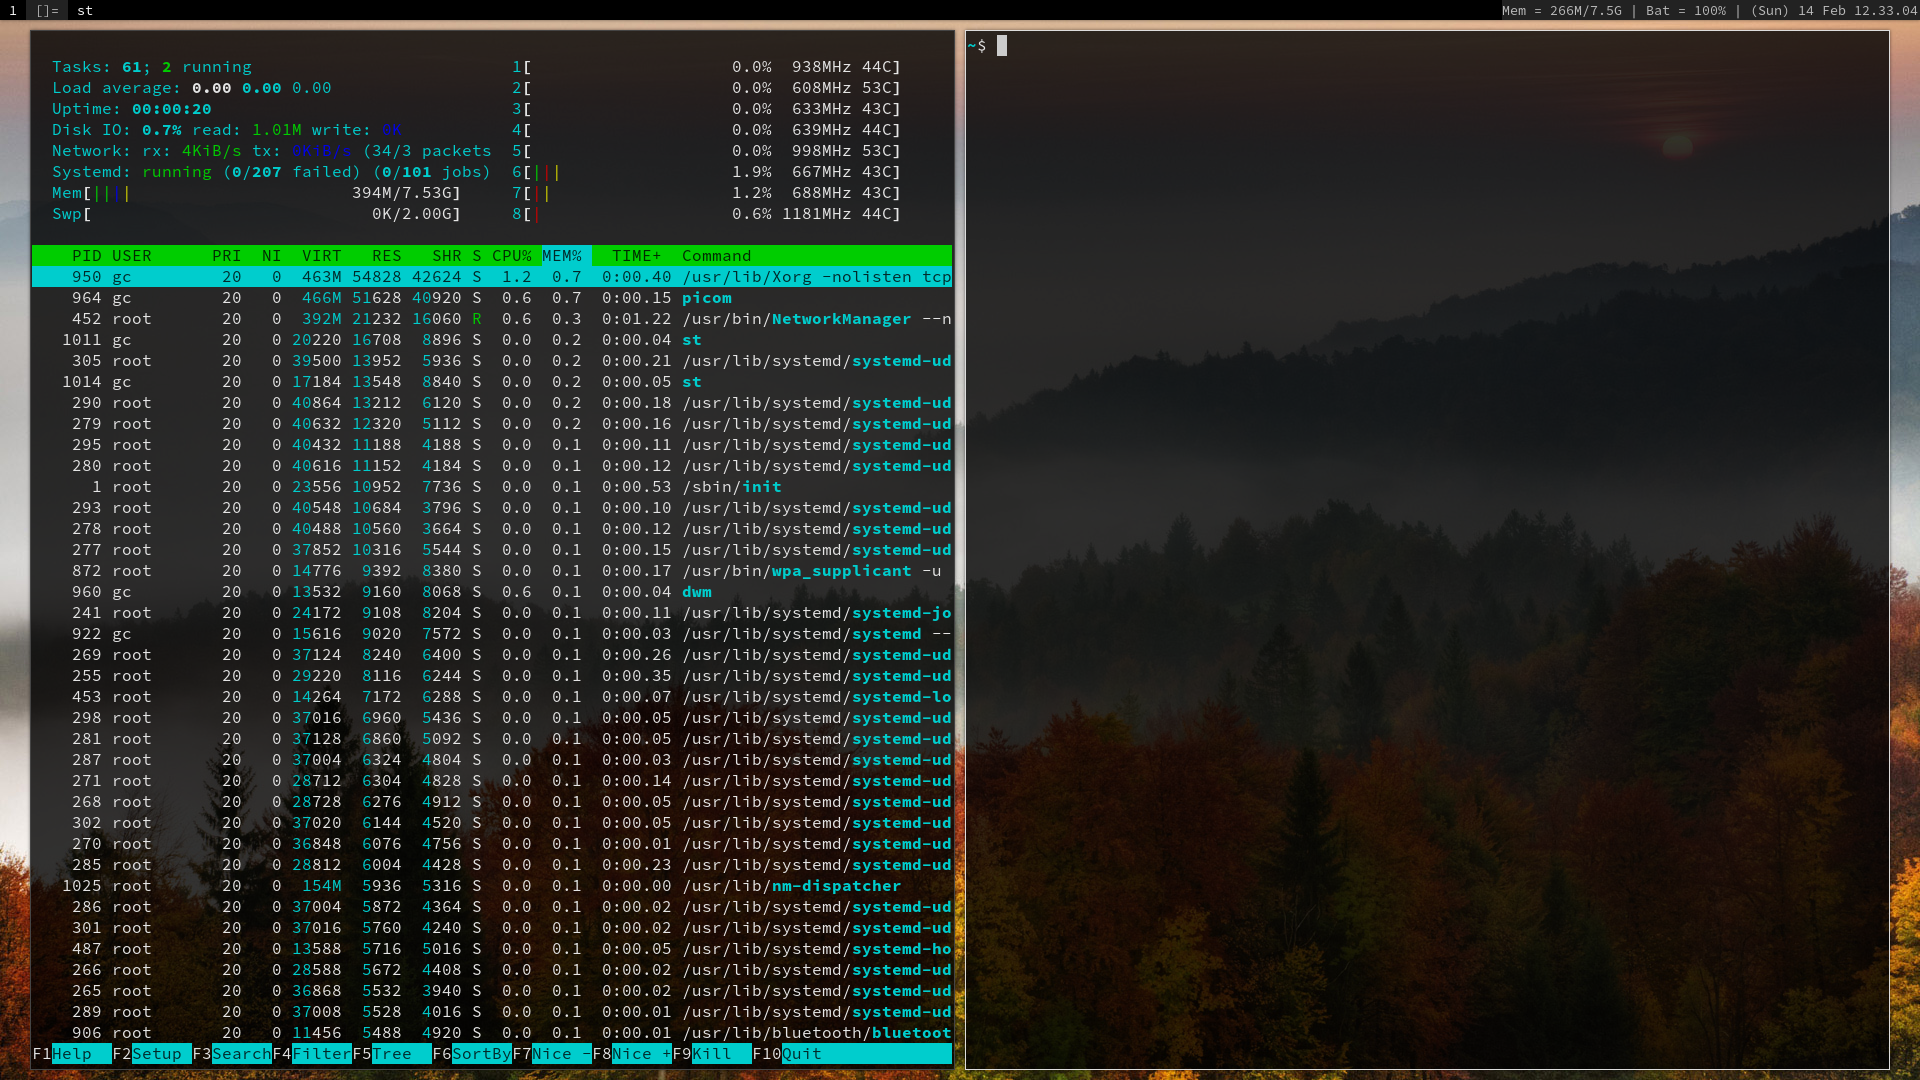 1 []= st Mem = 266M/7.5G | Bat = 100% | (Sun) 14 Feb 12.33.04
Tasks: 61; 2 running 1[ 0.0% 938MHz 44C]
Load average: 0.00 0.00 0.00 2[ 0.0% 608MHz 53C]
Uptime: 00:00:20 3[ 0.0% 633MHz 43C]
Disk IO: 0.7% read: 1.01M write: 0K 4[ 0.0% 639MHz 44C]
Network: rx: 4KiB/s tx: 0KiB/s (34/3 packets 5[ 0.0% 998MHz 53C]
Systemd: running (0/207 failed) (0/101 jobs) 6[||| 1.9% 667MHz 43C]
Mem[|||| 394M/7.53G] 7[|| 1.2% 688MHz 43C]
Swp[ 0K/2.00G] 8[| 0.6% 1181MHz 44C]
PID USER PRI NI VIRT RES SHR S CPU% MEM% TIME+ Command
950 gc 20 0 463M 54828 42624 S 1.2 0.7 0:00.40 /usr/lib/Xorg -nolisten tcp
964 gc 20 0 466M 51628 40920 S 0.6 0.7 0:00.15 picom
452 root 20 0 392M 21232 16060 R 0.6 0.3 0:01.22 /usr/bin/NetworkManager --n
1011 gc 20 0 20220 16708 8896 S 0.0 0.2 0:00.04 st
305 root 20 0 39500 13952 5936 S 0.0 0.2 0:00.21 /usr/lib/systemd/systemd-ud
1014 gc 20 0 17184 13548 8840 S 0.0 0.2 0:00.05 st
290 root 20 0 40864 13212 6120 S 0.0 0.2 0:00.18 /usr/lib/systemd/systemd-ud
279 root 20 0 40632 12320 5112 S 0.0 0.2 0:00.16 /usr/lib/systemd/systemd-ud
295 root 20 0 40432 11188 4188 S 0.0 0.1 0:00.11 /usr/lib/systemd/systemd-ud
280 root 20 0 40616 11152 4184 S 0.0 0.1 0:00.12 /usr/lib/systemd/systemd-ud
1 root 20 0 23556 10952 7736 S 0.0 0.1 0:00.53 /sbin/init
293 root 20 0 40548 10684 3796 S 0.0 0.1 0:00.10 /usr/lib/systemd/systemd-ud
278 root 20 0 40488 10560 3664 S 0.0 0.1 0:00.12 /usr/lib/systemd/systemd-ud
277 root 20 0 37852 10316 5544 S 0.0 0.1 0:00.15 /usr/lib/systemd/systemd-ud
872 root 20 0 14776 9392 8380 S 0.0 0.1 0:00.17 /usr/bin/wpa_supplicant -u
960 gc 20 0 13532 9160 8068 S 0.6 0.1 0:00.04 dwm
241 root 20 0 24172 9108 8204 S 0.0 0.1 0:00.11 /usr/lib/systemd/systemd-jo
922 gc 20 0 15616 9020 7572 S 0.0 0.1 0:00.03 /usr/lib/systemd/systemd --
269 root 20 0 37124 8240 6400 S 0.0 0.1 0:00.26 /usr/lib/systemd/systemd-ud
255 root 20 0 29220 8116 6244 S 0.0 0.1 0:00.35 /usr/lib/systemd/systemd-ud
453 root 20 0 14264 7172 6288 S 0.0 0.1 0:00.07 /usr/lib/systemd/systemd-lo
298 root 20 0 37016 6960 5436 S 0.0 0.1 0:00.05 /usr/lib/systemd/systemd-ud
281 root 20 0 37128 6860 5092 S 0.0 0.1 0:00.05 /usr/lib/systemd/systemd-ud
287 root 20 0 37004 6324 4804 S 0.0 0.1 0:00.03 /usr/lib/systemd/systemd-ud
271 root 20 0 28712 6304 4828 S 0.0 0.1 0:00.14 /usr/lib/systemd/systemd-ud
268 root 20 0 28728 6276 4912 S 0.0 0.1 0:00.05 /usr/lib/systemd/systemd-ud
302 root 20 0 37020 6144 4520 S 0.0 0.1 0:00.05 /usr/lib/systemd/systemd-ud
270 root 20 0 36848 6076 4756 S 0.0 0.1 0:00.01 /usr/lib/systemd/systemd-ud
285 root 20 0 28812 6004 4428 S 0.0 0.1 0:00.23 /usr/lib/systemd/systemd-ud
1025 root 20 0 154M 5936 5316 S 0.0 0.1 0:00.00 /usr/lib/nm-dispatcher
286 root 20 0 37004 5872 4364 S 0.0 0.1 0:00.02 /usr/lib/systemd/systemd-ud
301 root 20 0 37016 5760 4240 S 0.0 0.1 0:00.02 /usr/lib/systemd/systemd-ud
487 root 20 0 13588 5716 5016 S 0.0 0.1 0:00.05 /usr/lib/systemd/systemd-ho
266 root 20 0 28588 5672 4408 S 0.0 0.1 0:00.02 /usr/lib/systemd/systemd-ud
265 root 20 0 36868 5532 3940 S 0.0 0.1 0:00.02 /usr/lib/systemd/systemd-ud
289 root 20 0 37008 5528 4016 S 0.0 0.1 0:00.01 /usr/lib/systemd/systemd-ud
906 root 20 0 11456 5488 4920 S 0.0 0.1 0:00.01 /usr/lib/bluetooth/bluetoot
F1Help F2Setup F3SearchF4FilterF5Tree F6SortByF7Nice -F8Nice +F9Kill F10Quit
~$